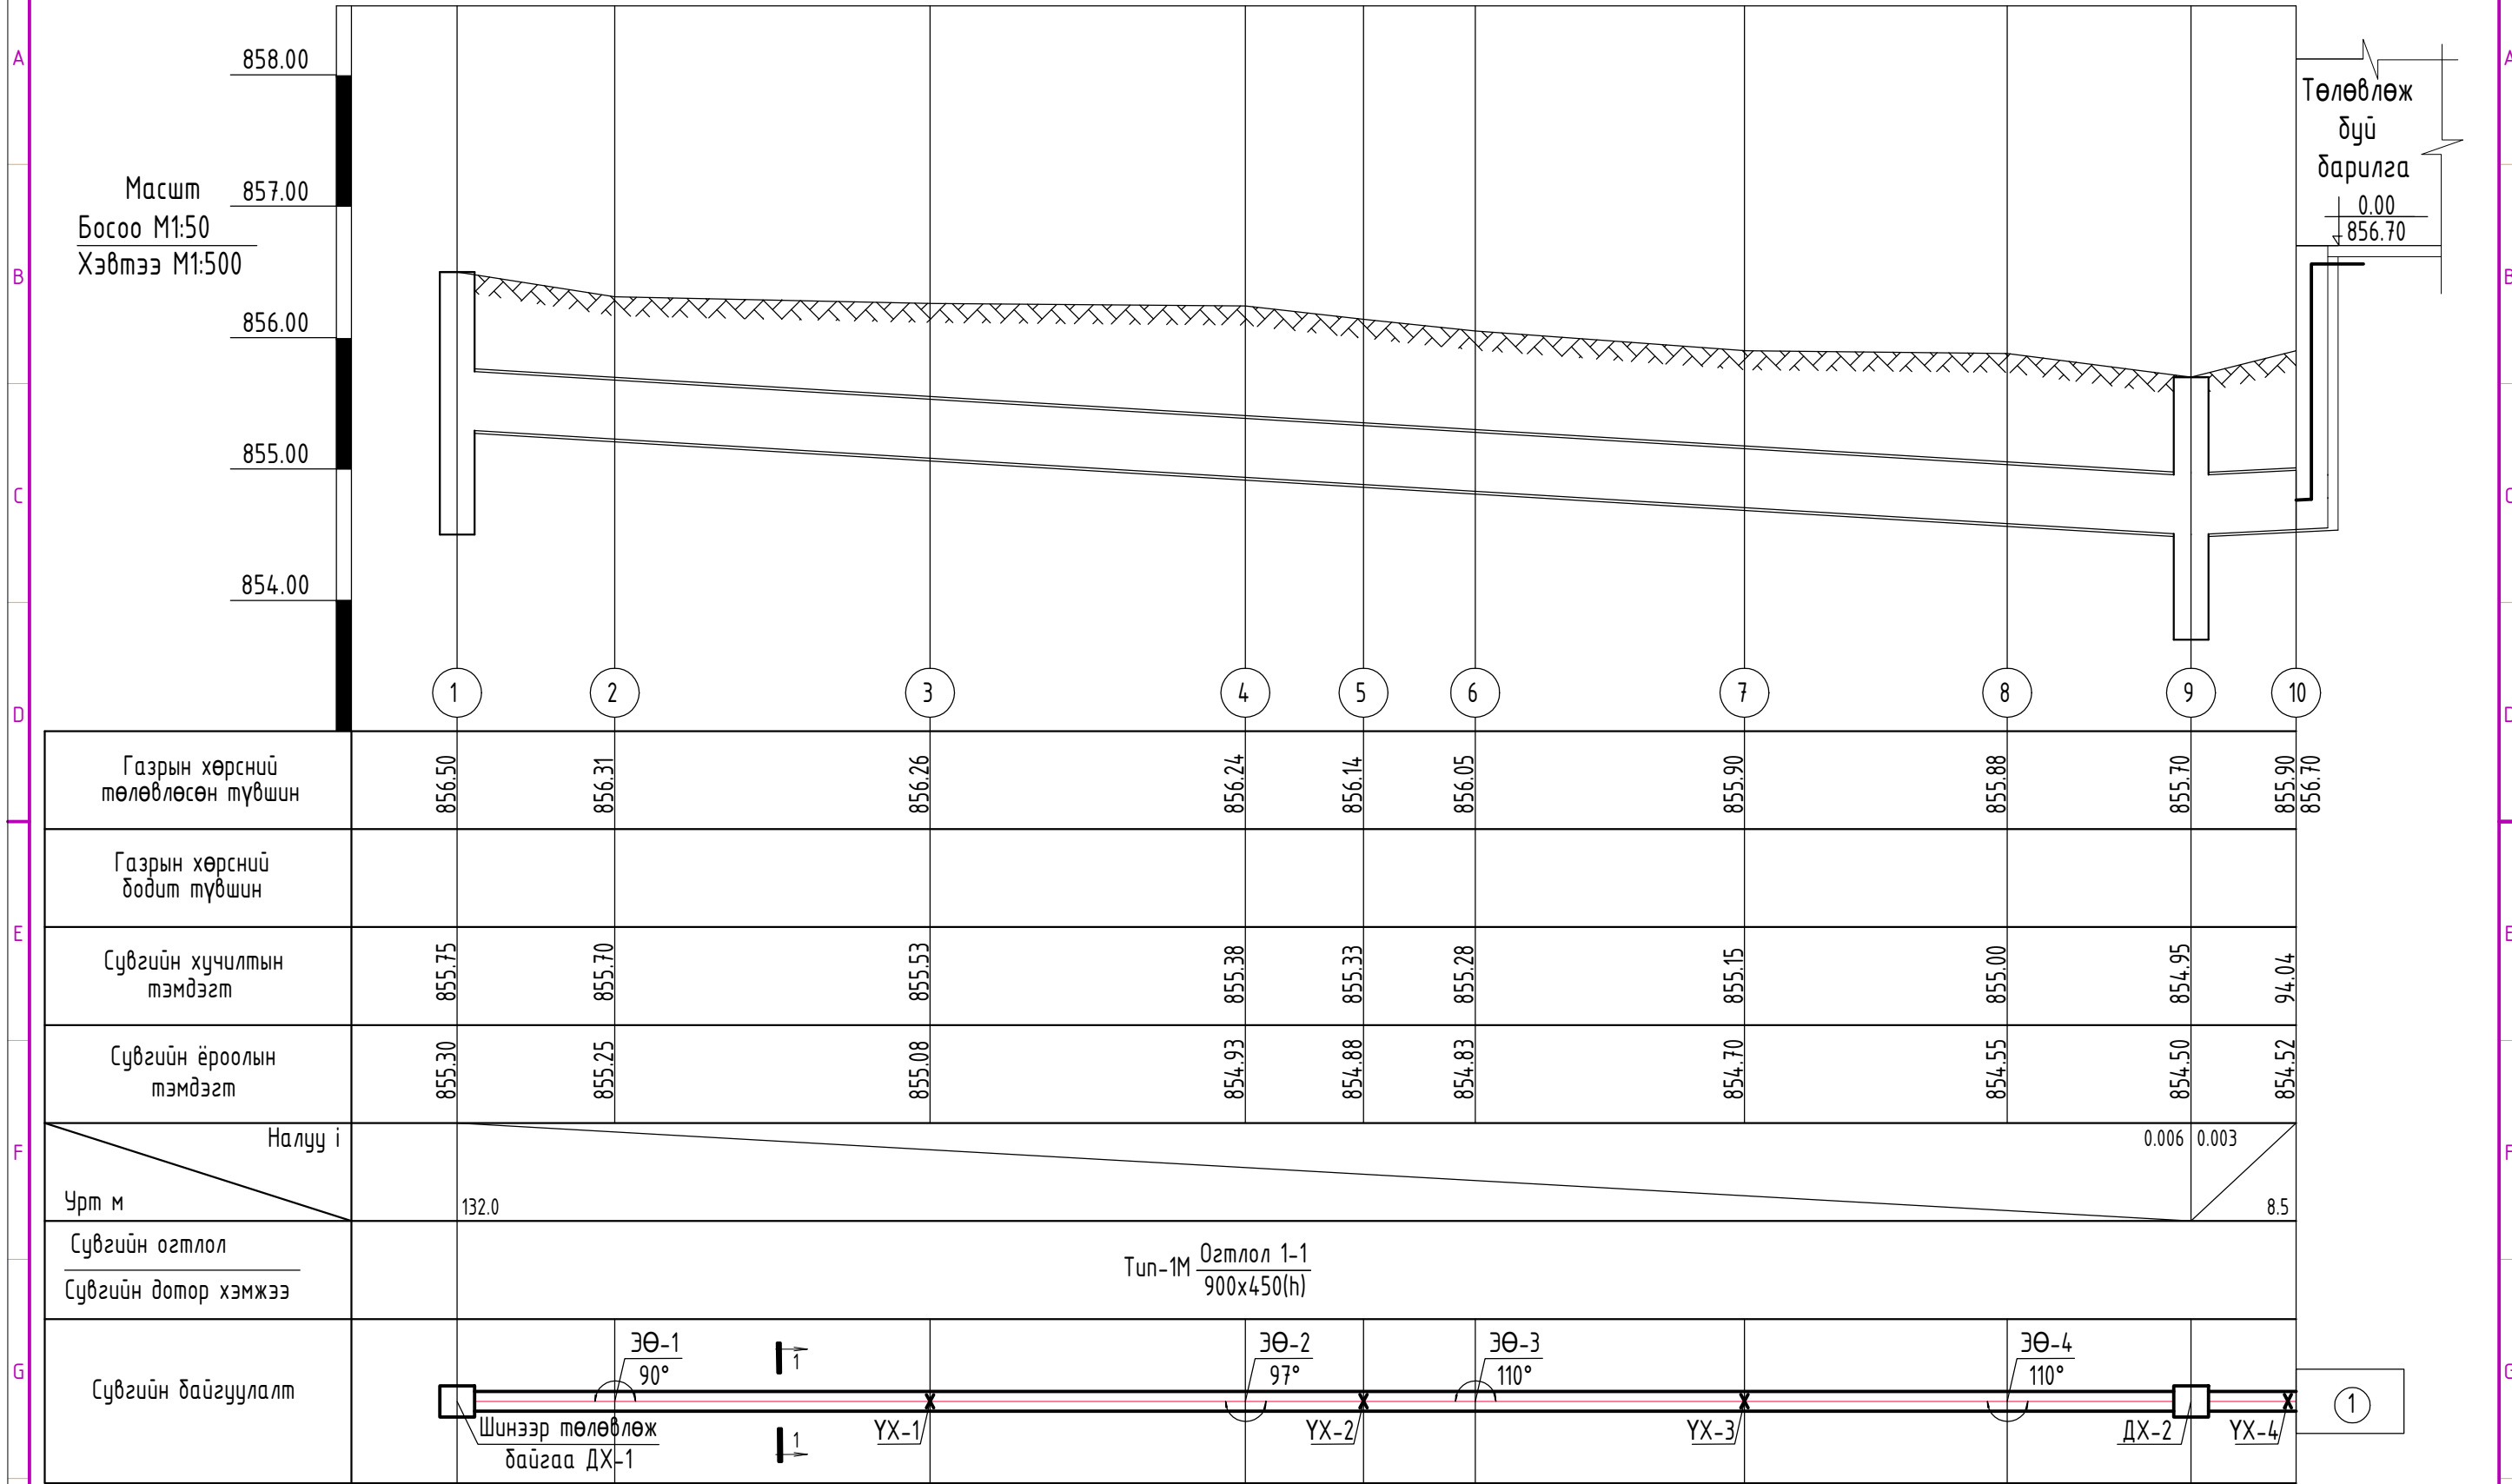 A
A
858.00
Төлөвлөж
буй
барилга
Масшт
857.00
0.00
856.70
Босоо М1:50
Хэвтээ М1:500
B
B
856.00
855.00
C
C
854.00
1
2
3
4
5
6
7
8
9
10
D
D
Газрын хөрсний
төлөвлөсөн түвшин
856.50
856.31
856.26
856.24
856.14
856.05
855.90
855.88
855.70
855.90
856.70
Газрын хөрсний
бодит түвшин
E
E
Сувгийн хучилтын
тэмдэгт
855.75
855.70
855.53
855.38
855.33
855.28
855.15
855.00
854.95
94.04
Сувгийн ёроолын
тэмдэгт
855.30
855.25
855.08
854.93
854.88
854.83
854.70
854.55
854.50
854.52
F
F
Налуу i
0.006
0.003
Урт м
132.0
8.5
Сувгийн огтлол
Сувгийн дотор хэмжээ
Тип-1М
Огтлол 1-1
900х450(h)
G
G
Сувгийн байгуулалт
ЭӨ-1
90°
1
ЭӨ-2
97°
ЭӨ-3
110°
ЭӨ-4
110°
1
Шинээр төлөвлөж
байгаа ДХ-1
1
ҮХ-1
ҮХ-2
ҮХ-3
ДХ-2
ҮХ-4